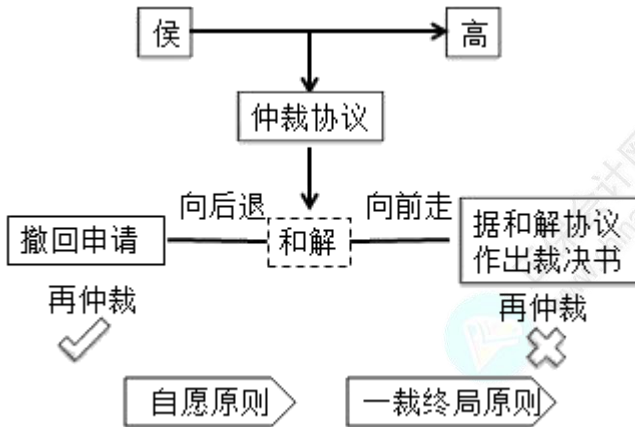 侯
高
仲裁协议
向后退
向前走
撤回申请
和解
据和解协议
作出裁决书
再仲裁
再仲裁
自愿原则
一裁终局原则